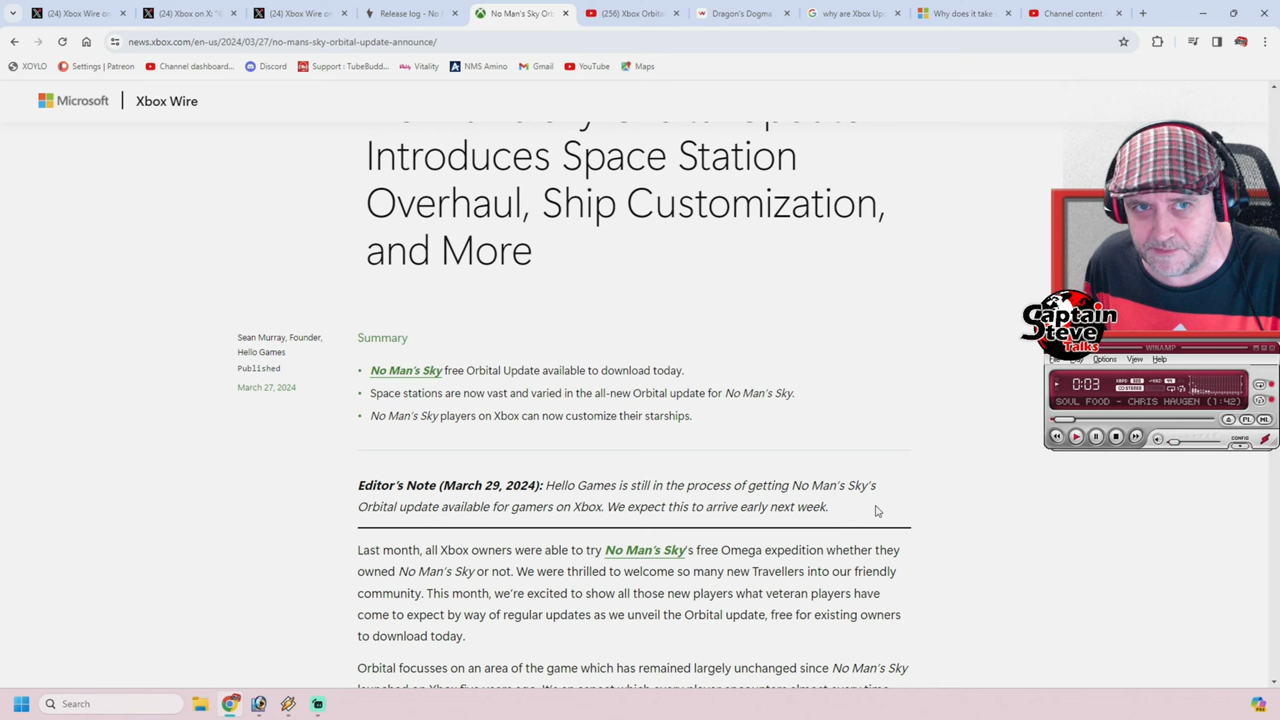 (24) Xbox Wire on
(24) Xbox on X: "G
(24) Xbox Wire on
Release log - No M
No Man's Sky Orb
(256) Xbox Orbital
Dragon's Dogma
why are Xbox Upd
Why does it take s
Channel content
news.xbox.com/en-us/2024/03/27/no-mans-sky-orbital-update-announce/
XOYLO
Settings | Patreon
Channel dashboard...
Discord
Support : TubeBudd...
Vitality
NMS Amino
Gmail
YouTube
Maps
Microsoft
Xbox Wire
Introduces Space Station
Overhaul, Ship Customization,
and More
Sean Murray, Founder,
Hello Games
Published
March 27, 2024
Summary
No Man's Sky free Orbital Update available to download today.
Space stations are now vast and varied in the all-new Orbital update for No Man's Sky.
No Man's Sky players on Xbox can now customize their starships.
Editor's Note (March 29, 2024): Hello Games is still in the process of getting No Man's Sky's
Orbital update available for gamers on Xbox. We expect this to arrive early next week.
Last month, all Xbox owners were able to try No Man's Sky's free Omega expedition whether they
owned No Man's Sky or not. We were thrilled to welcome so many new Travellers into our friendly
community. This month, we're excited to show all those new players what veteran players have
come to expect by way of regular updates as we unveil the Orbital update, free for existing owners
to download today.
Orbital focusses on an area of the game which has remained largely unchanged since No Man's Sky
Captain
Steve
Talks
WINAMP
Options View Help
0:03
SOUL FOOD - CHRIS HAUGEN (1:42)
PL
ML
CONFIG
Search